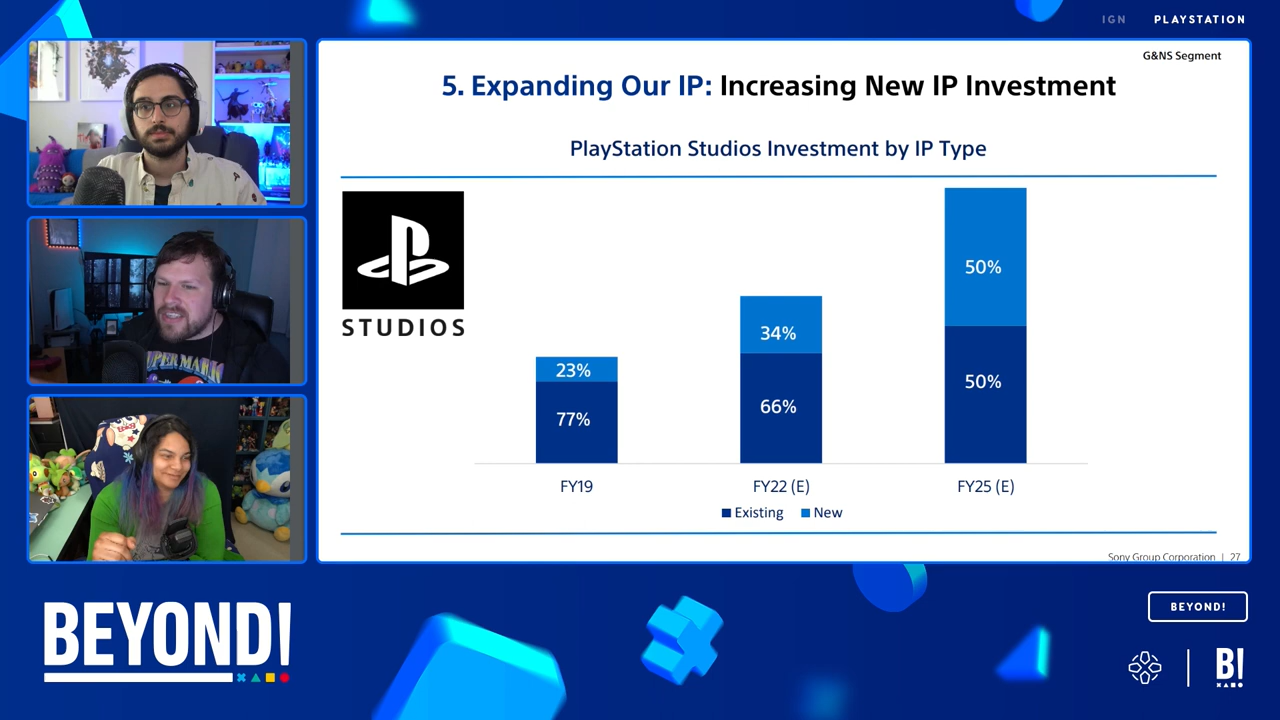 IGN PLAYSTATION
G&NS Segment
5. Expanding Our IP: Increasing New IP Investment
PlayStation Studios Investment by IP Type
STUDIOS
50%
34%
50%
23%
66%
77%
FY19 FY22 (E) FY25 (E)
Existing New
Sony Group Corporation | 27
BEYOND!
BEYOND!
B!